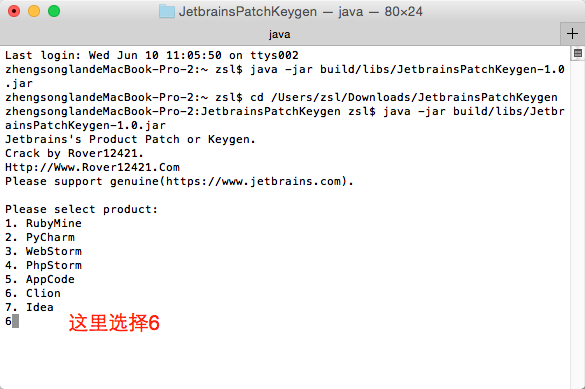 JetbrainsPatchKeygen — java — 80×24
java
Last login: Wed Jun 10 11:05:50 on ttys002
zhengsonglandeMacBook-Pro-2:~ zsl$ java -jar build/libs/JetbrainsPatchKeygen-1.0
.jar
zhengsonglandeMacBook-Pro-2:~ zsl$ cd /Users/zsl/Downloads/JetbrainsPatchKeygen
zhengsonglandeMacBook-Pro-2:JetbrainsPatchKeygen zsl$ java -jar build/libs/Jetbr
ainsPatchKeygen-1.0.jar
Jetbrains's Product Patch or Keygen.
Crack by Rover12421.
Http://Www.Rover12421.Com
Please support genuine(https://www.jetbrains.com).
Please select product:
1. RubyMine
2. PyCharm
3. WebStorm
4. PhpStorm
5. AppCode
6. Clion
7. Idea
6 这里选择6